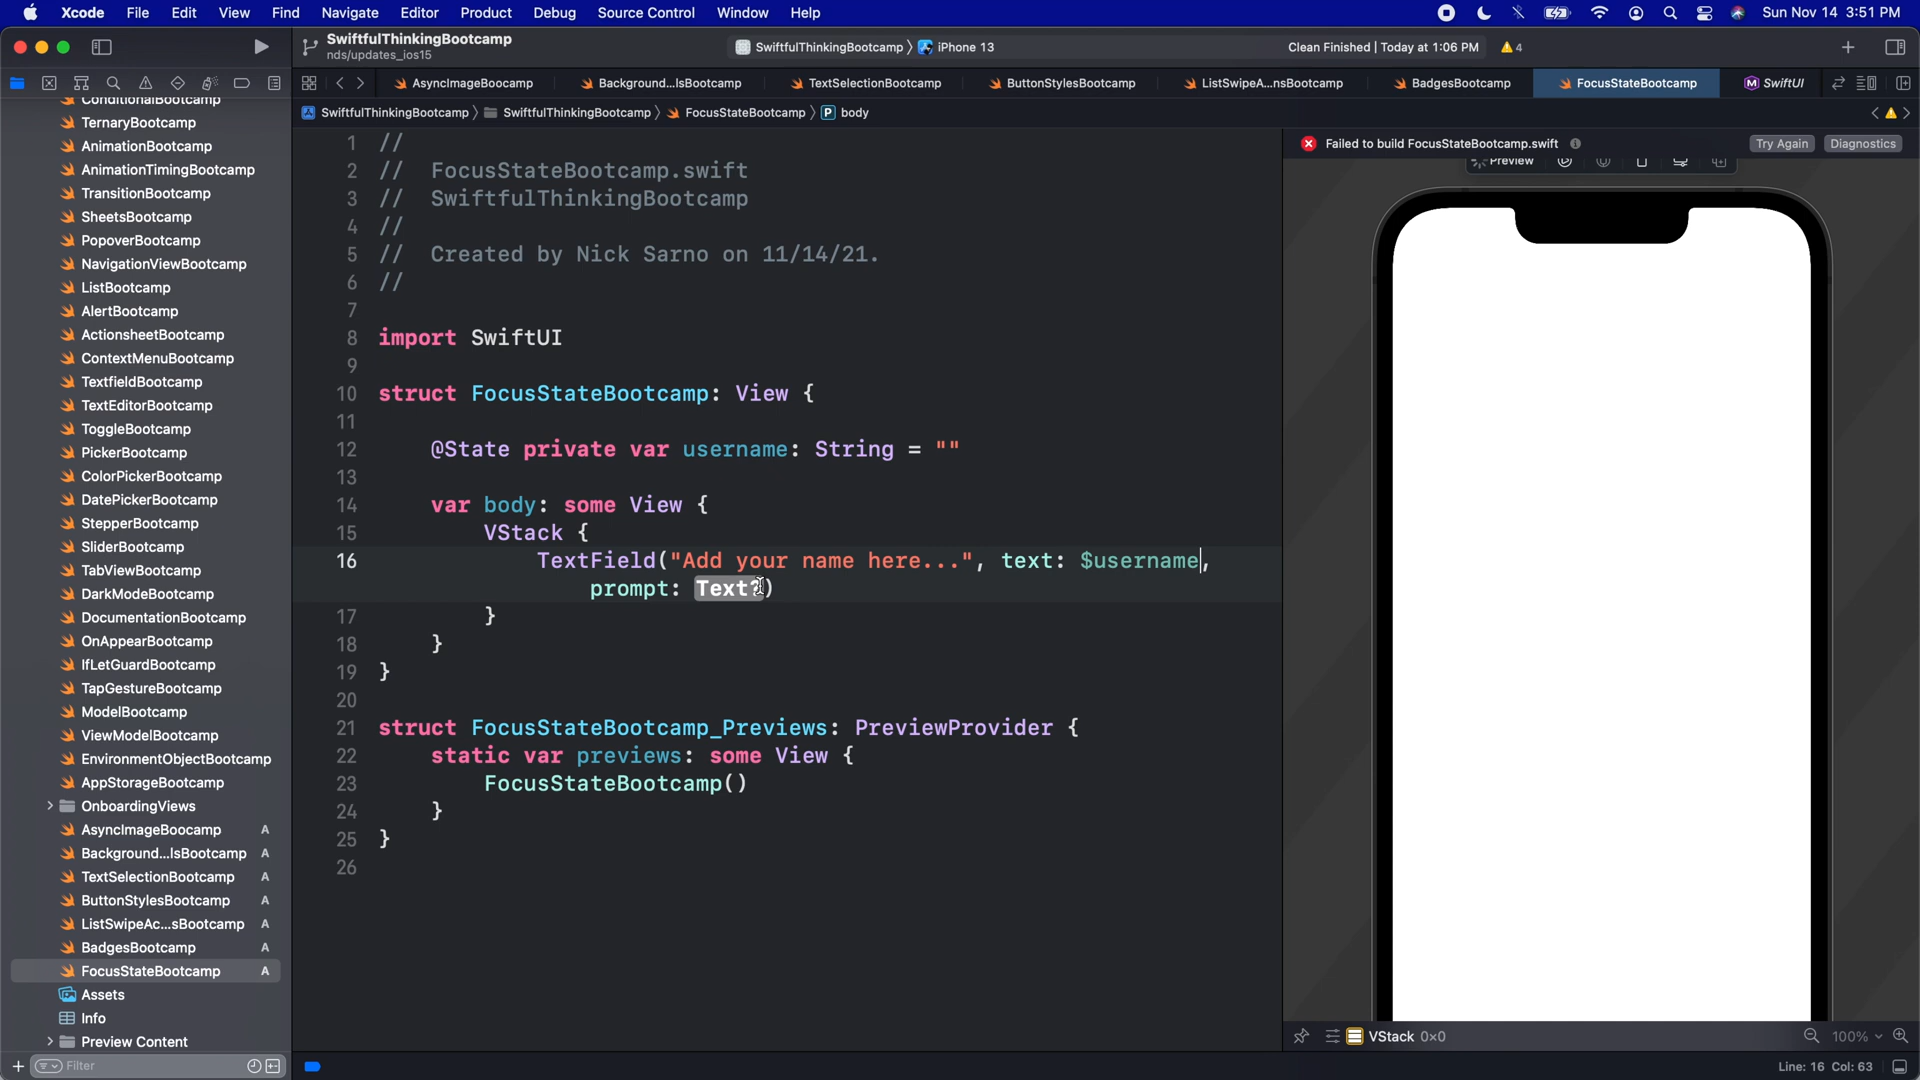 Xcode File Edit View Find Navigate Editor Product Debug Source Control Window Help Sun Nov 14 3:51 PM
SwiftfulThinkingBootcamp
nds/updates_ios15
SwiftfulThinkingBootcamp 〉 iPhone 13
Clean Finished | Today at 1:06 PM 4
AsyncImageBoocamp Background...lsBootcamp TextSelectionBootcamp ButtonStylesBootcamp ListSwipeA...nsBootcamp BadgesBootcamp FocusStateBootcamp SwiftUI
SwiftfulThinkingBootcamp 〉 SwiftfulThinkingBootcamp 〉 FocusStateBootcamp 〉 P body
ConditionalBootcamp
TernaryBootcamp
AnimationBootcamp
AnimationTimingBootcamp
TransitionBootcamp
SheetsBootcamp
PopoverBootcamp
NavigationViewBootcamp
ListBootcamp
AlertBootcamp
ActionsheetBootcamp
ContextMenuBootcamp
TextfieldBootcamp
TextEditorBootcamp
ToggleBootcamp
PickerBootcamp
ColorPickerBootcamp
DatePickerBootcamp
StepperBootcamp
SliderBootcamp
TabViewBootcamp
DarkModeBootcamp
DocumentationBootcamp
OnAppearBootcamp
IfLetGuardBootcamp
TapGestureBootcamp
ModelBootcamp
ViewModelBootcamp
EnvironmentObjectBootcamp
AppStorageBootcamp
OnboardingViews
AsyncImageBoocamp A
Background...lsBootcamp A
TextSelectionBootcamp A
ButtonStylesBootcamp A
ListSwipeAc...sBootcamp A
BadgesBootcamp A
FocusStateBootcamp A
Assets
Info
Preview Content
Filter
1 //
2 // FocusStateBootcamp.swift
3 // SwiftfulThinkingBootcamp
4 //
5 // Created by Nick Sarno on 11/14/21.
6 //
7
8 import SwiftUI
9
10 struct FocusStateBootcamp: View {
11
12 @State private var username: String = ""
13
14 var body: some View {
15 VStack {
16 TextField("Add your name here...", text: $username,
prompt: Text?)
17 }
18 }
19 }
20
21 struct FocusStateBootcamp_Previews: PreviewProvider {
22 static var previews: some View {
23 FocusStateBootcamp()
24 }
25 }
26
Failed to build FocusStateBootcamp.swift Try Again Diagnostics
Preview
VStack 0×0 100%
Line: 16 Col: 63